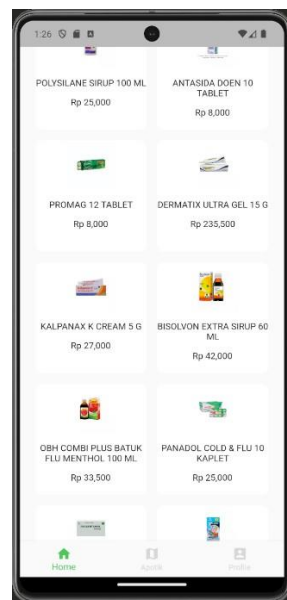 1:26
POLYSILANE SIRUP 100 ML
Rp 25,000
ANTASIDA DOEN 10
TABLET
Rp 8,000
PROMAG 12 TABLET
Rp 8,000
DERMATIX ULTRA GEL 15 G
Rp 235,500
KALPANAX K CREAM 5 G
Rp 27,000
BISOLVON EXTRA SIRUP 60
ML
Rp 42,000
OBH COMBI PLUS BATUK
FLU MENTHOL 100 ML
Rp 33,500
PANADOL COLD & FLU 10
KAPLET
Rp 25,000
Home
Profile